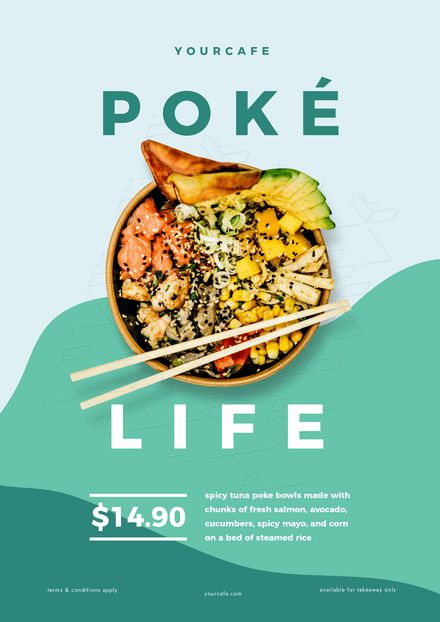 YOURCAFE
POKÉ
LIFE
$14.90
spicy tuna poke bowls made with
chunks of fresh salmon, avocado,
cucumbers, spicy mayo, and corn
on a bed of steamed rice
terms & conditions apply
yourcafe.com
available for takeaway only